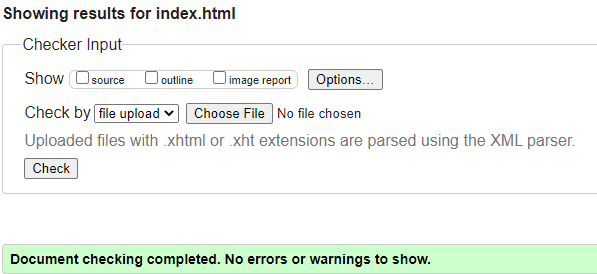 Showing results for index.html
Checker Input
Show source outline image report Options...
Check by file upload Choose File No file chosen
Uploaded files with .xhtml or .xht extensions are parsed using the XML parser.
Check
Document checking completed. No errors or warnings to show.